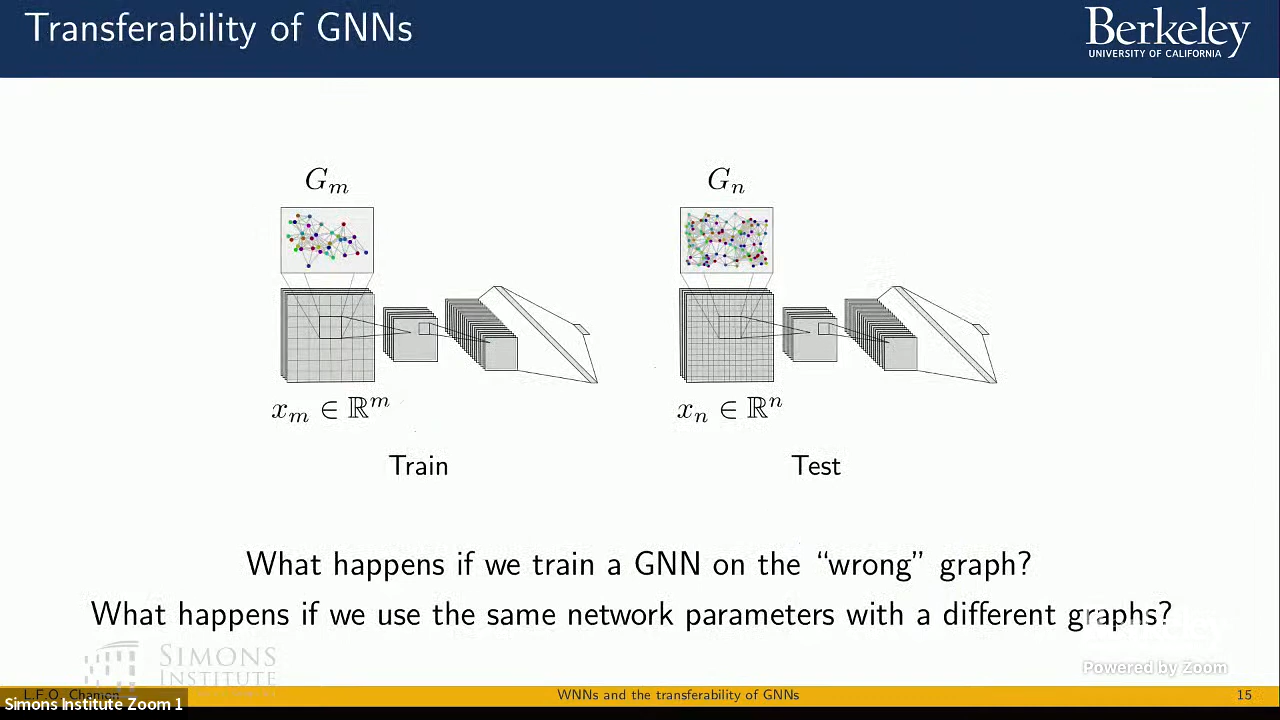 Transferability of GNNs
Berkeley
UNIVERSITY OF CALIFORNIA
G_m
G_n
x_m ∈ ℝ^m
x_n ∈ ℝ^n
Train
Test
What happens if we train a GNN on the “wrong” graph?
What happens if we use the same network parameters with a different graphs?
SIMONS
INSTITUTE
Powered by Zoom
L.F.O. Chamon
WNNs and the transferability of GNNs
15
Simons Institute Zoom 1